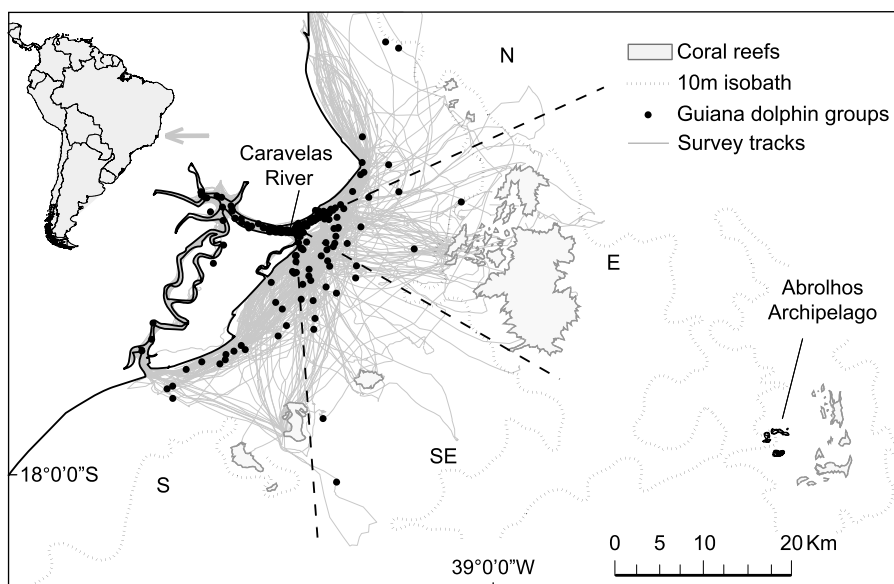 N
Coral reefs
10m isobath
Guiana dolphin groups
Survey tracks
Caravelas
River
E
Abrolhos
Archipelago
SE
S
18°0'0"S
39°0'0"W
0 5 10 20 Km